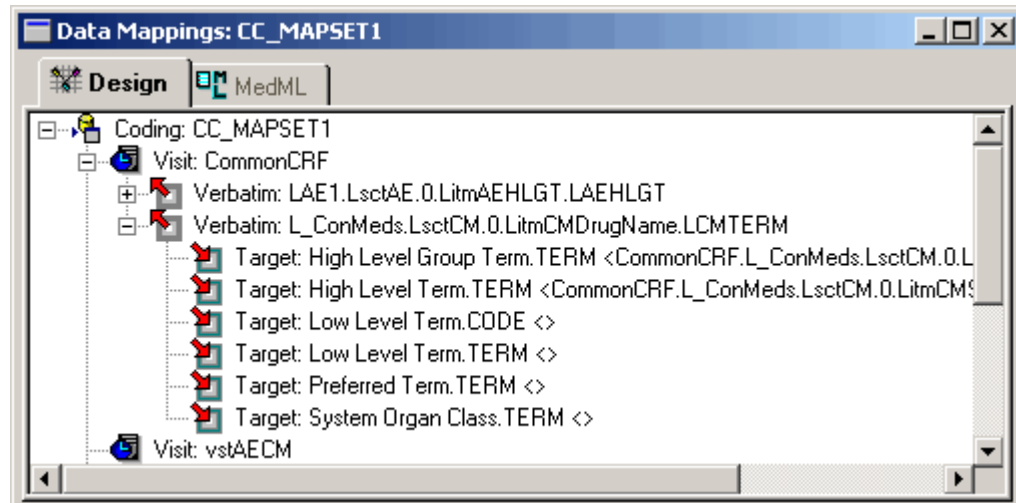 Data Mappings: CC_MAPSET1
Design MedML
Coding: CC_MAPSET1
Visit: CommonCRF
Verbatim: LAE1.LsctAE.0.LitmAEHLGT.LAEHLGT
Verbatim: L_ConMeds.LsctCM.0.LitmCMDrugName.LCMTERM
Target: High Level Group Term.TERM <CommonCRF.L_ConMeds.LsctCM.0.L
Target: High Level Term.TERM <CommonCRF.L_ConMeds.LsctCM.0.LitmCMS
Target: Low Level Term.CODE <>
Target: Low Level Term.TERM <>
Target: Preferred Term.TERM <>
Target: System Organ Class.TERM <>
Visit: vstAECM